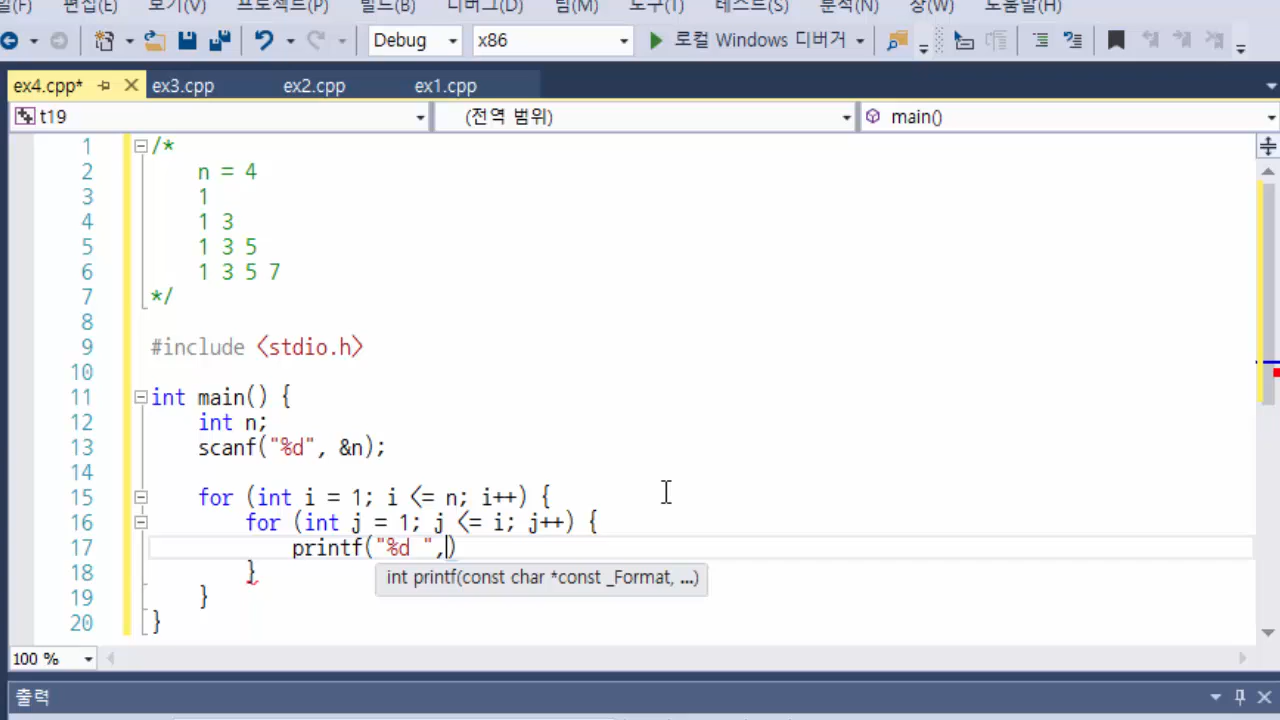 일(F) 편집(E) 보기(V) 프로젝트(P) 빌드(B) 디버그(D) 팀(M) 도구(T) 테스트(S) 분석(N) 창(W) 도움말(H)
Debug x86 로컬 Windows 디버거
ex4.cpp* ex3.cpp ex2.cpp ex1.cpp
t19 (전역 범위) main()
1 /*
2 n = 4
3 1
4 1 3
5 1 3 5
6 1 3 5 7
7 */
8
9 #include <stdio.h>
10
11 int main() {
12 int n;
13 scanf("%d", &n);
14
15 for (int i = 1; i <= n; i++) {
16 for (int j = 1; j <= i; j++) {
17 printf("%d ",)
18 }
int printf(const char *const _Format, ...)
19 }
20 }
100 %
출력